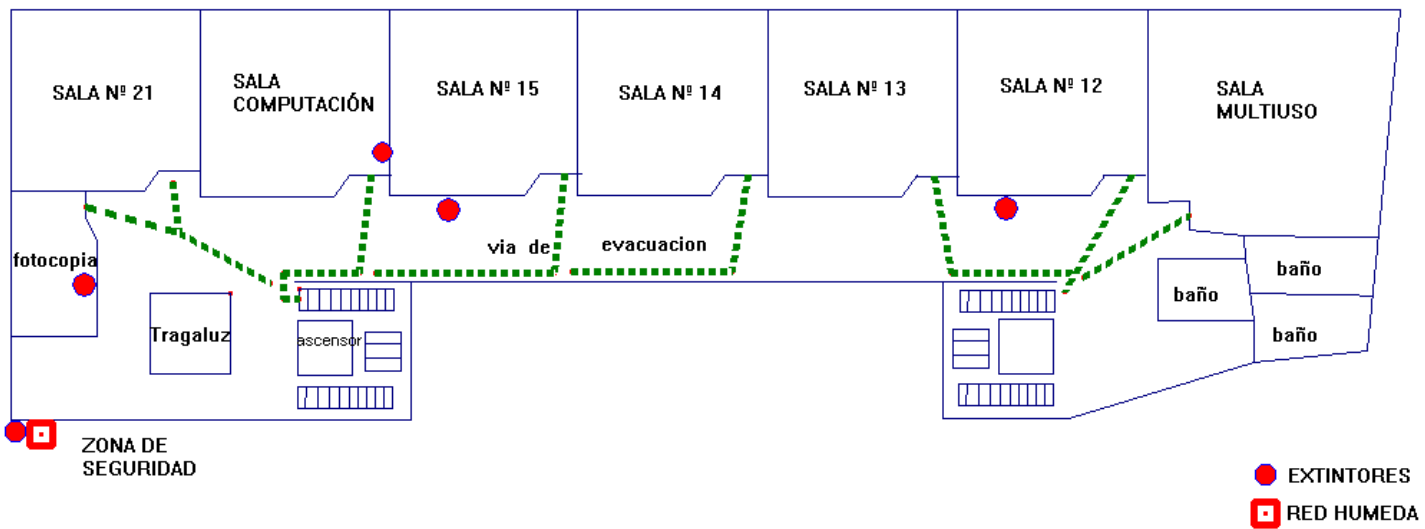 SALA Nº 21
SALA
COMPUTACIÓN
SALA Nº 15
SALA Nº 14
SALA Nº 13
SALA Nº 12
SALA
MULTIUSO
fotocopia
via de evacuacion
baño
baño
baño
Tragaluz
ascensor
ZONA DE
SEGURIDAD
EXTINTORES
RED HUMEDA